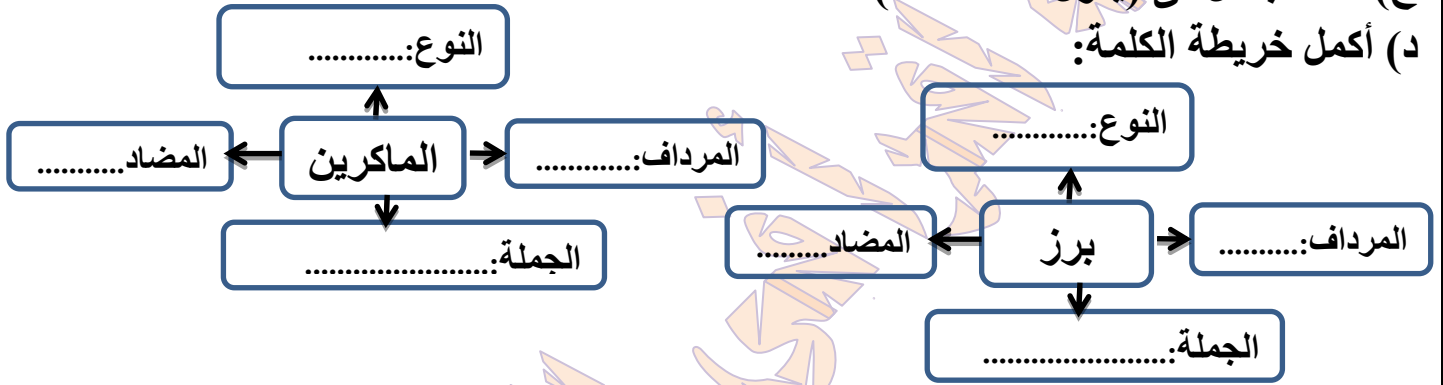 د) أكمل خريطة الكلمة:
النوع:............
المرداف:...........
برز
المضاد.........
الجملة:.......................
النوع:............
المرداف:............
الماكرين
المضاد...........
الجملة:.......................